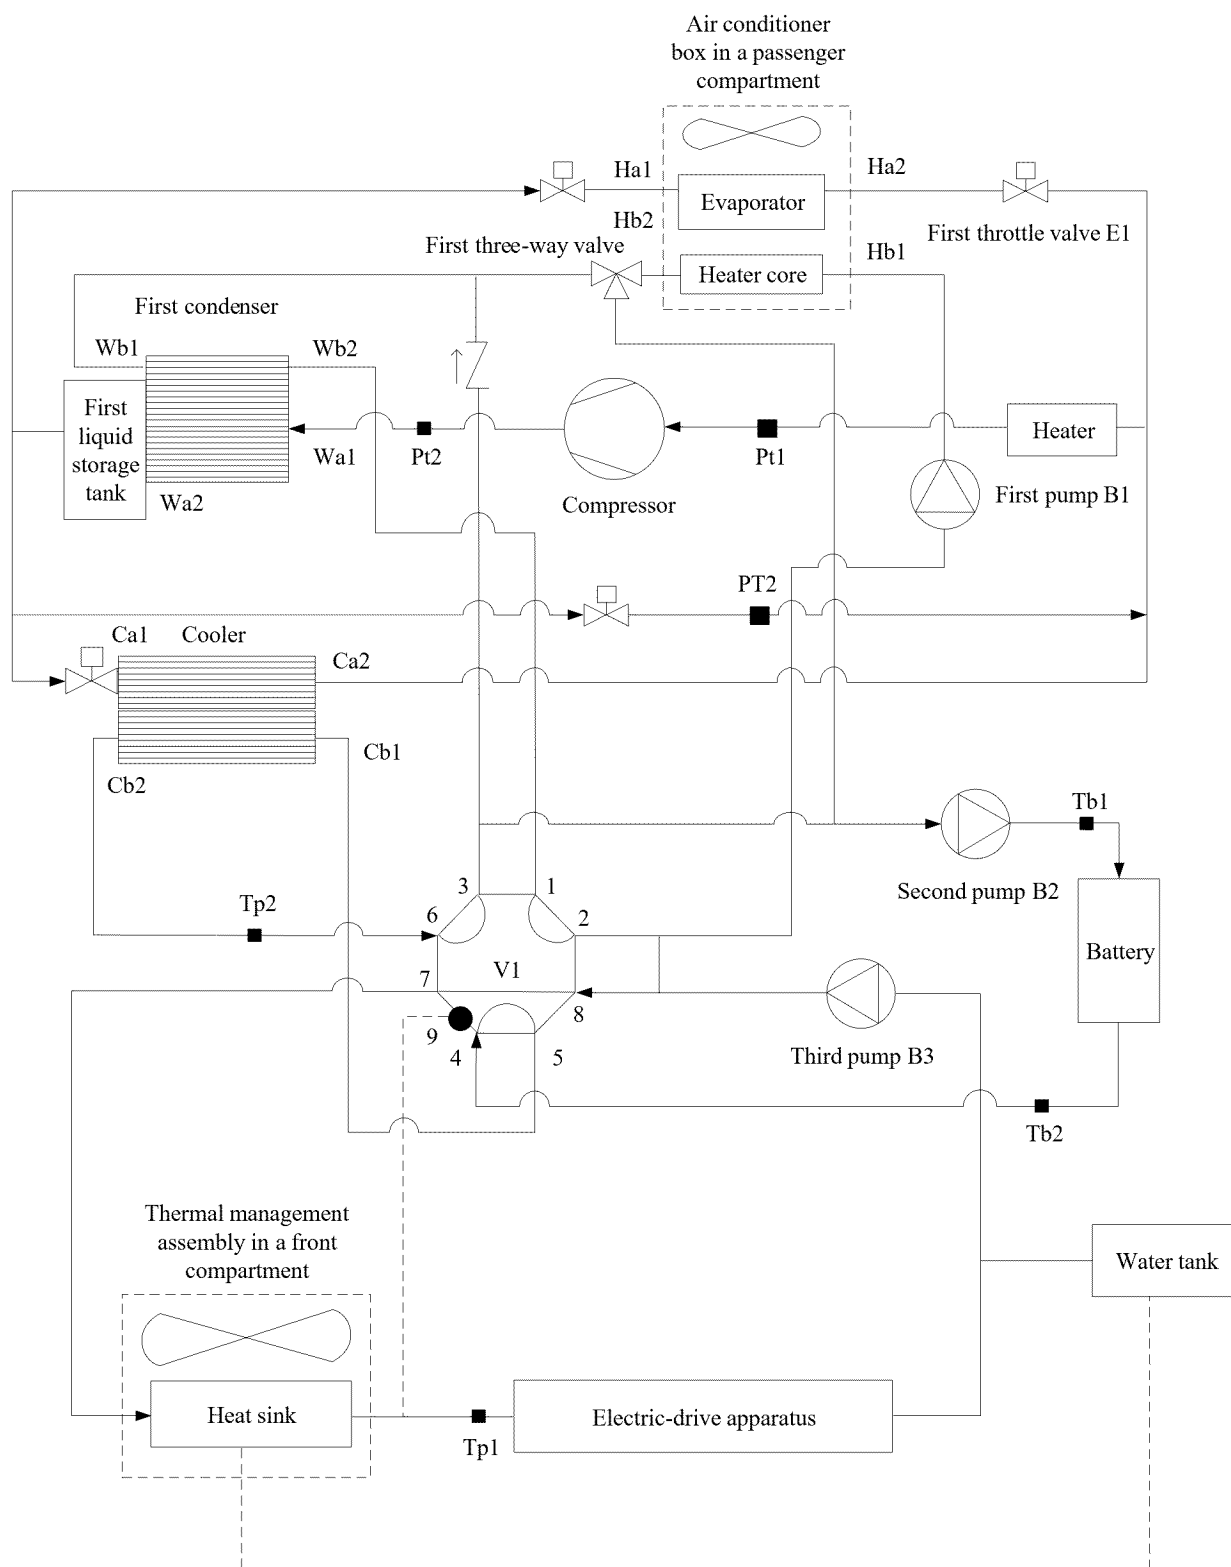 Air conditioner
box in a passenger
compartment
Ha1
Ha2
Evaporator
Hb2
First throttle valve E1
First three-way valve
Hb1
Heater core
First condenser
Wb1
Wb2
First
liquid
storage
tank
Heater
Wa1
Pt2
Pt1
Wa2
Compressor
First pump B1
PT2
Ca1
Cooler
Ca2
Cb1
Cb2
Tb1
Second pump B2
3
1
Tp2
6
2
Battery
V1
7
8
9
4
5
Third pump B3
Tb2
Thermal management
assembly in a front
compartment
Water tank
Heat sink
Electric-drive apparatus
Tp1